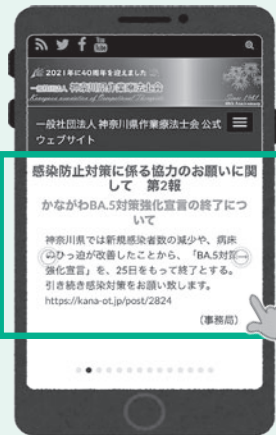 You
Tube
2021年に40周年を迎えました
一般社団法人 神奈川県作業療法士会
Kanagawa association of Occupational Therapists
Since 1981
一般社団法人 神奈川県作業療法士会 公式
ウェブサイト
感染防止対策に係る協力のお願いに関
して 第2報
かながわBA.5対策強化宣言の終了につ
いて
神奈川県では新規感染者数の減少や、病床
のひっ迫が改善したことから、「BA.5対策
強化宣言」を、25日をもって終了とする。
引き続き感染対策をお願い致します。
https://kana-ot.jp/post/2824
（事務局）